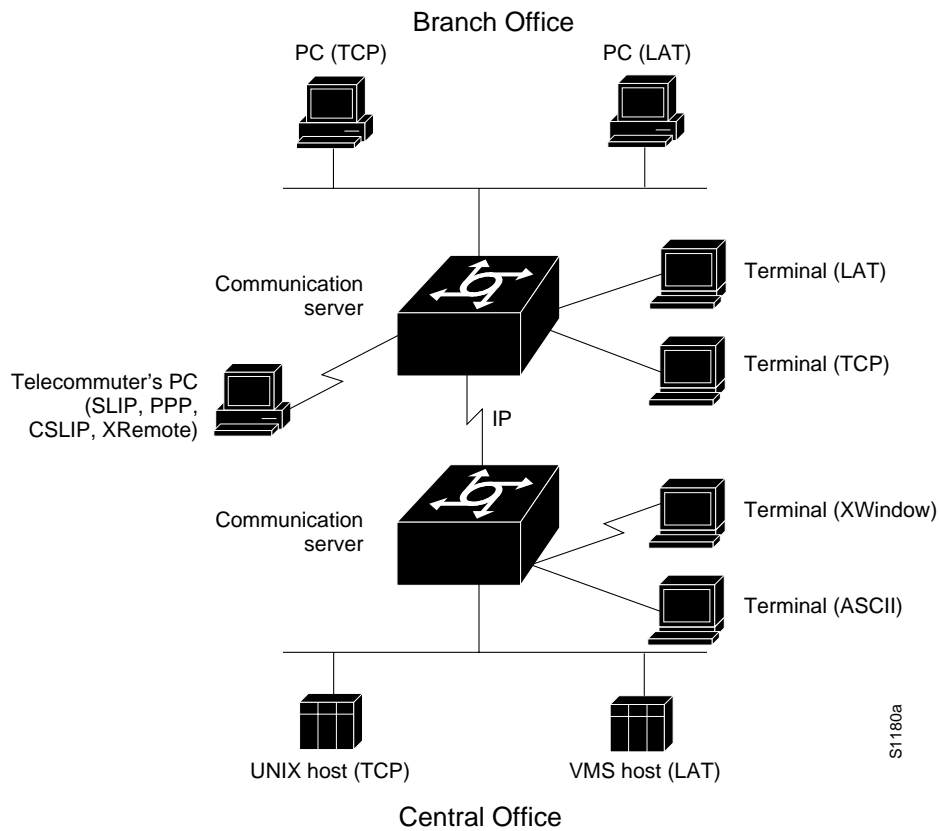 Branch Office
PC (TCP)
PC (LAT)
Communication
server
Terminal (LAT)
Terminal (TCP)
Telecommuter's PC
(SLIP, PPP,
CSLIP, XRemote)
IP
Communication
server
Terminal (XWindow)
Terminal (ASCII)
UNIX host (TCP)
VMS host (LAT)
S1180a
Central Office